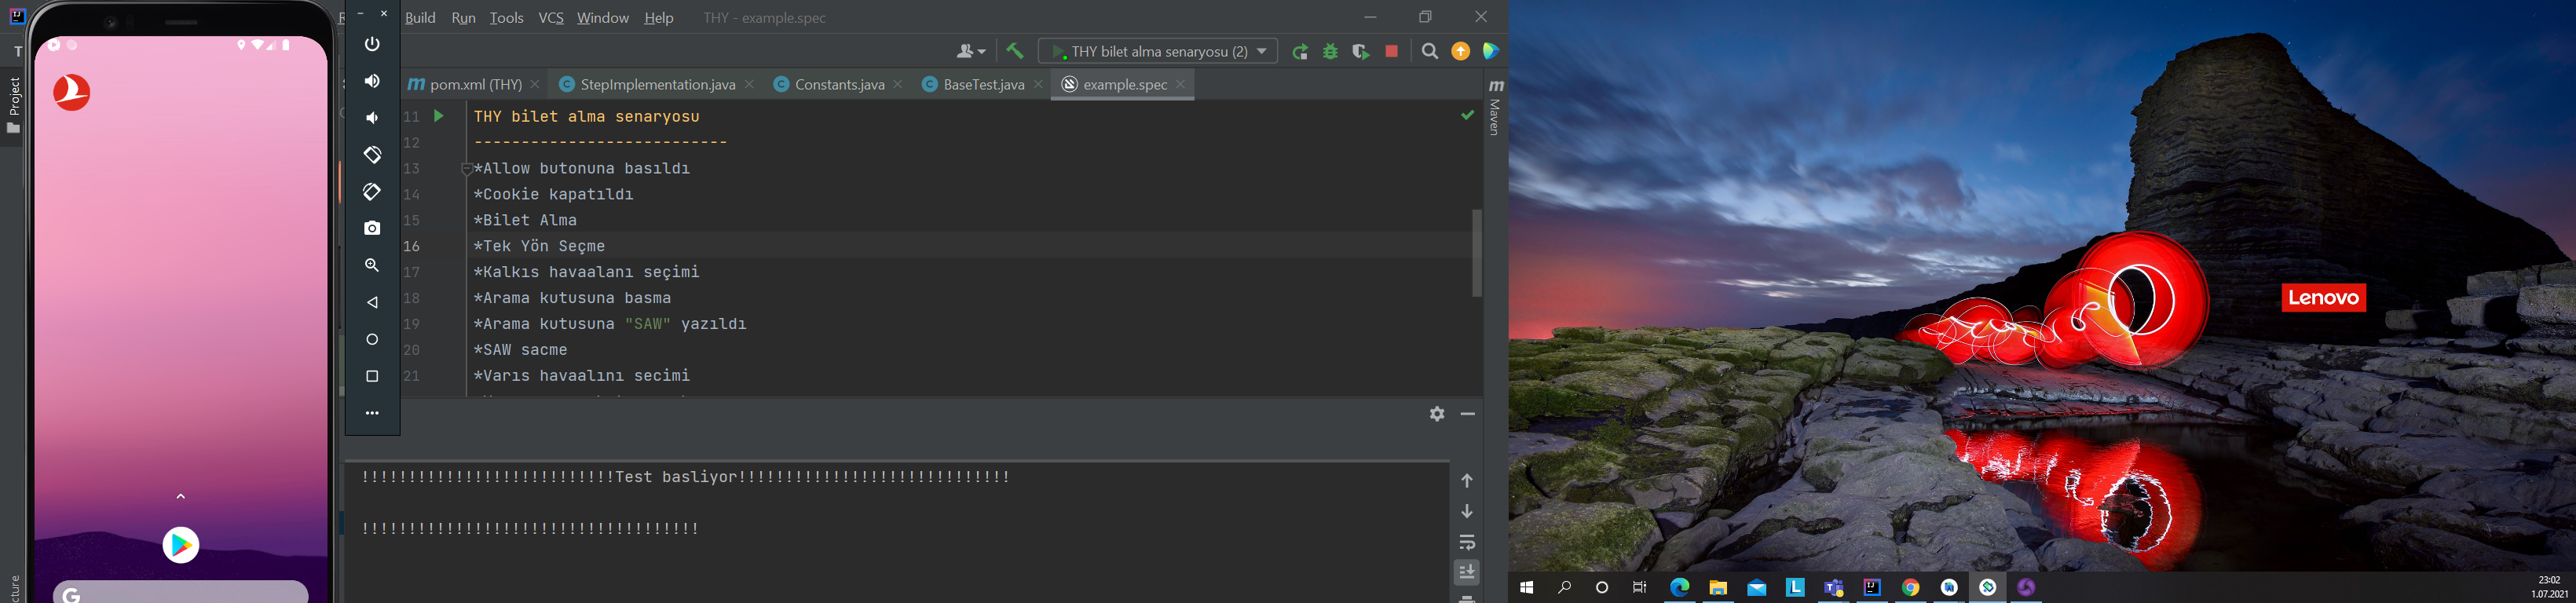 Build Run Tools VCS Window Help THY - example.spec
THY bilet alma senaryosu (2)
pom.xml (THY) StepImplementation.java Constants.java BaseTest.java example.spec
Project
Maven
11 THY bilet alma senaryosu
12 ---------------------------
13 *Allow butonuna basıldı
14 *Cookie kapatıldı
15 *Bilet Alma
16 *Tek Yön Seçme
17 *Kalkıs havaalanı seçimi
18 *Arama kutusuna basma
19 *Arama kutusuna "SAW" yazıldı
20 *SAW sacme
21 *Varıs havaalını secimi
!!!!!!!!!!!!!!!!!!!!!!!!!!!Test basliyor!!!!!!!!!!!!!!!!!!!!!!!!!!!!!
!!!!!!!!!!!!!!!!!!!!!!!!!!!!!!!!!!!!
Lenovo
23:02
1.07.2021